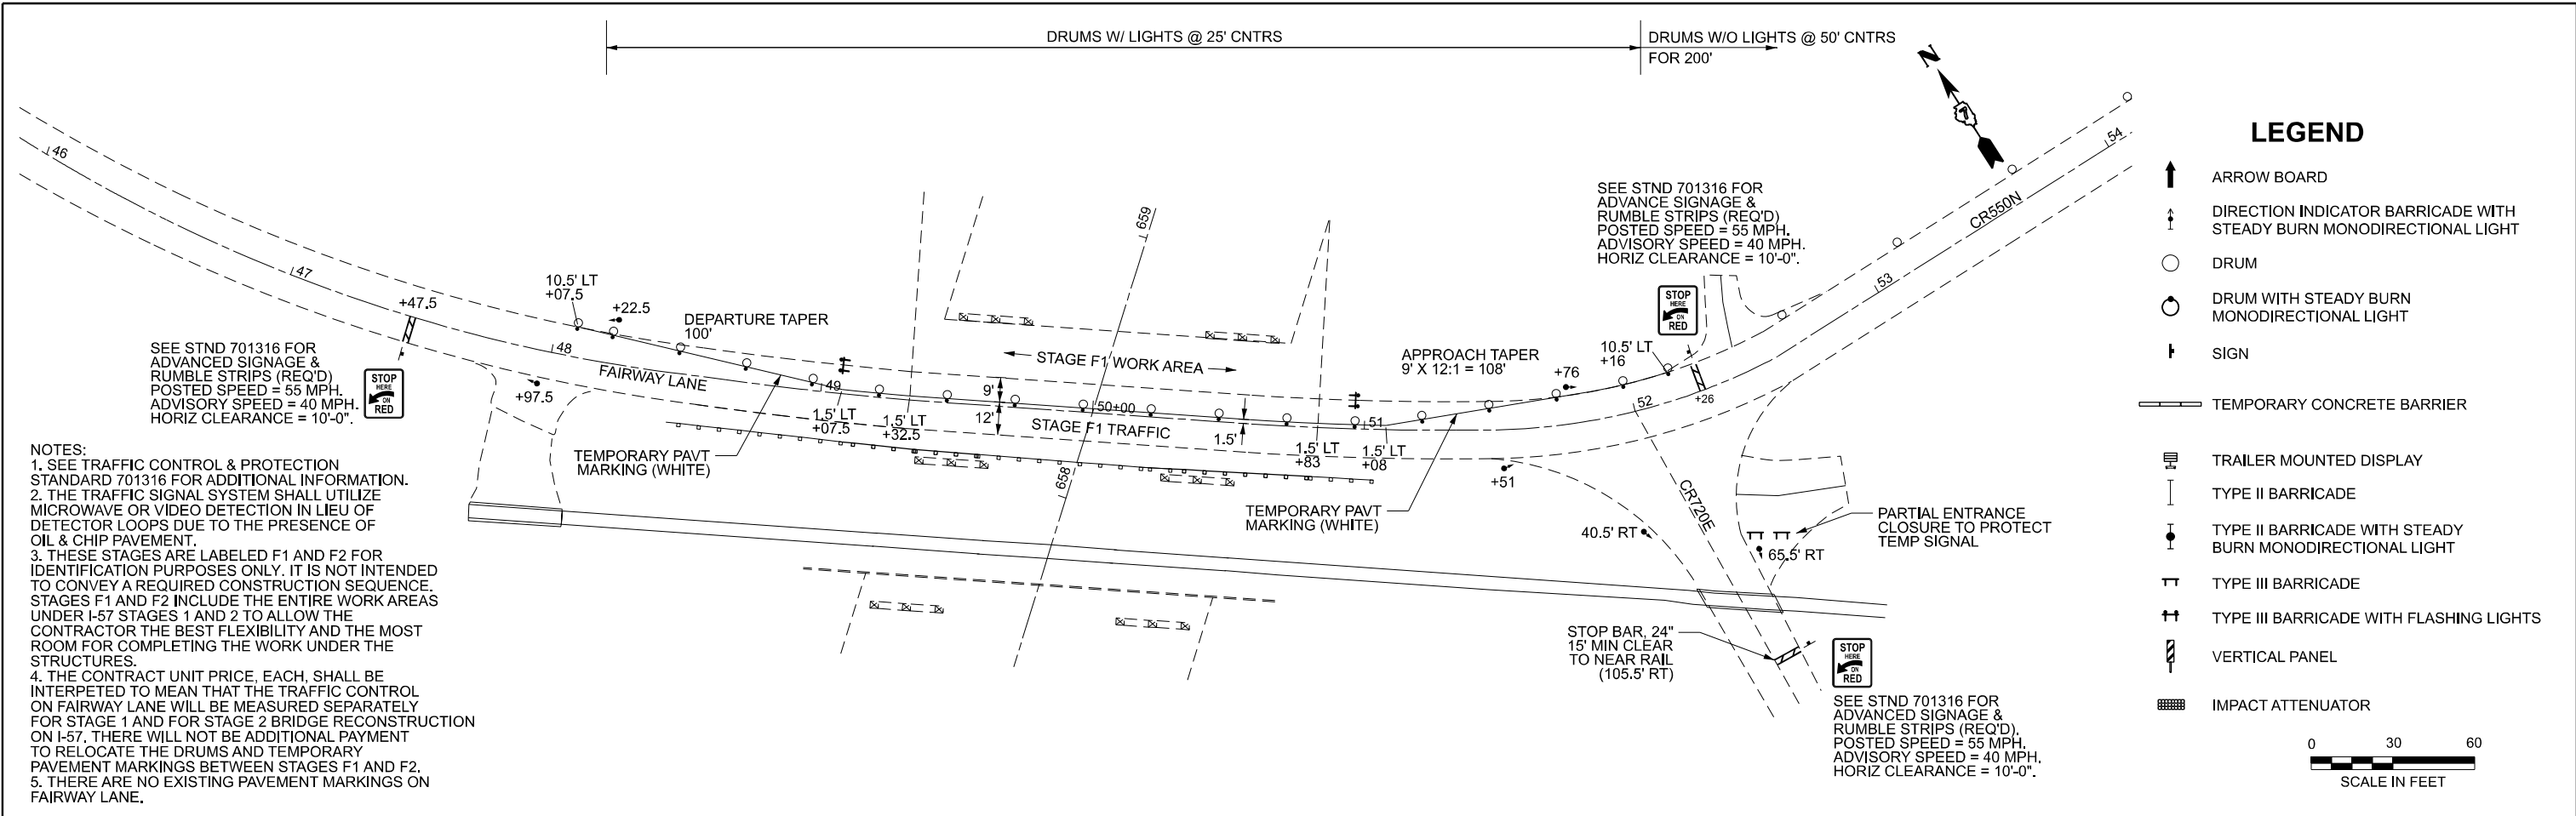 DRUMS W/ LIGHTS @ 25' CNTRS
DRUMS W/O LIGHTS @ 50' CNTRS
FOR 200'
N
46
47
+47.5
10.5' LT
+07.5
+22.5
DEPARTURE TAPER
100'
48
FAIRWAY LANE
49
SEE STND 701316 FOR
ADVANCED SIGNAGE &
RUMBLE STRIPS (REQ'D)
POSTED SPEED = 55 MPH.
ADVISORY SPEED = 40 MPH.
HORIZ CLEARANCE = 10'-0".
STOP
HERE
ON
RED
+97.5
TEMPORARY PAVT
MARKING (WHITE)
1.5' LT
+07.5
1.5' LT
+32.5
659
STAGE F1 WORK AREA
9'
12'
50+00
STAGE F1 TRAFFIC
1.5'
658
1.5' LT
+83
51
1.5' LT
+08
APPROACH TAPER
9' X 12:1 = 108'
+76
10.5' LT
+16
TEMPORARY PAVT
MARKING (WHITE)
+51
SEE STND 701316 FOR
ADVANCE SIGNAGE &
RUMBLE STRIPS (REQ'D)
POSTED SPEED = 55 MPH.
ADVISORY SPEED = 40 MPH.
HORIZ CLEARANCE = 10'-0".
STOP
HERE
ON
RED
52
+26
53
CR550N
54
CR720E
40.5' RT
65.5' RT
PARTIAL ENTRANCE
CLOSURE TO PROTECT
TEMP SIGNAL
STOP BAR, 24"
15' MIN CLEAR
TO NEAR RAIL
(105.5' RT)
STOP
HERE
ON
RED
SEE STND 701316 FOR
ADVANCED SIGNAGE &
RUMBLE STRIPS (REQ'D).
POSTED SPEED = 55 MPH.
ADVISORY SPEED = 40 MPH.
HORIZ CLEARANCE = 10'-0".
NOTES:
1. SEE TRAFFIC CONTROL & PROTECTION
STANDARD 701316 FOR ADDITIONAL INFORMATION.
2. THE TRAFFIC SIGNAL SYSTEM SHALL UTILIZE
MICROWAVE OR VIDEO DETECTION IN LIEU OF
DETECTOR LOOPS DUE TO THE PRESENCE OF
OIL & CHIP PAVEMENT.
3. THESE STAGES ARE LABELED F1 AND F2 FOR
IDENTIFICATION PURPOSES ONLY. IT IS NOT INTENDED
TO CONVEY A REQUIRED CONSTRUCTION SEQUENCE.
STAGES F1 AND F2 INCLUDE THE ENTIRE WORK AREAS
UNDER I-57 STAGES 1 AND 2 TO ALLOW THE
CONTRACTOR THE BEST FLEXIBILITY AND THE MOST
ROOM FOR COMPLETING THE WORK UNDER THE
STRUCTURES.
4. THE CONTRACT UNIT PRICE, EACH, SHALL BE
INTERPETED TO MEAN THAT THE TRAFFIC CONTROL
ON FAIRWAY LANE WILL BE MEASURED SEPARATELY
FOR STAGE 1 AND FOR STAGE 2 BRIDGE RECONSTRUCTION
ON I-57. THERE WILL NOT BE ADDITIONAL PAYMENT
TO RELOCATE THE DRUMS AND TEMPORARY
PAVEMENT MARKINGS BETWEEN STAGES F1 AND F2.
5. THERE ARE NO EXISTING PAVEMENT MARKINGS ON
FAIRWAY LANE.
LEGEND
ARROW BOARD
DIRECTION INDICATOR BARRICADE WITH
STEADY BURN MONODIRECTIONAL LIGHT
DRUM
DRUM WITH STEADY BURN
MONODIRECTIONAL LIGHT
SIGN
TEMPORARY CONCRETE BARRIER
TRAILER MOUNTED DISPLAY
TYPE II BARRICADE
TYPE II BARRICADE WITH STEADY
BURN MONODIRECTIONAL LIGHT
TYPE III BARRICADE
TYPE III BARRICADE WITH FLASHING LIGHTS
VERTICAL PANEL
IMPACT ATTENUATOR
0 30 60
SCALE IN FEET